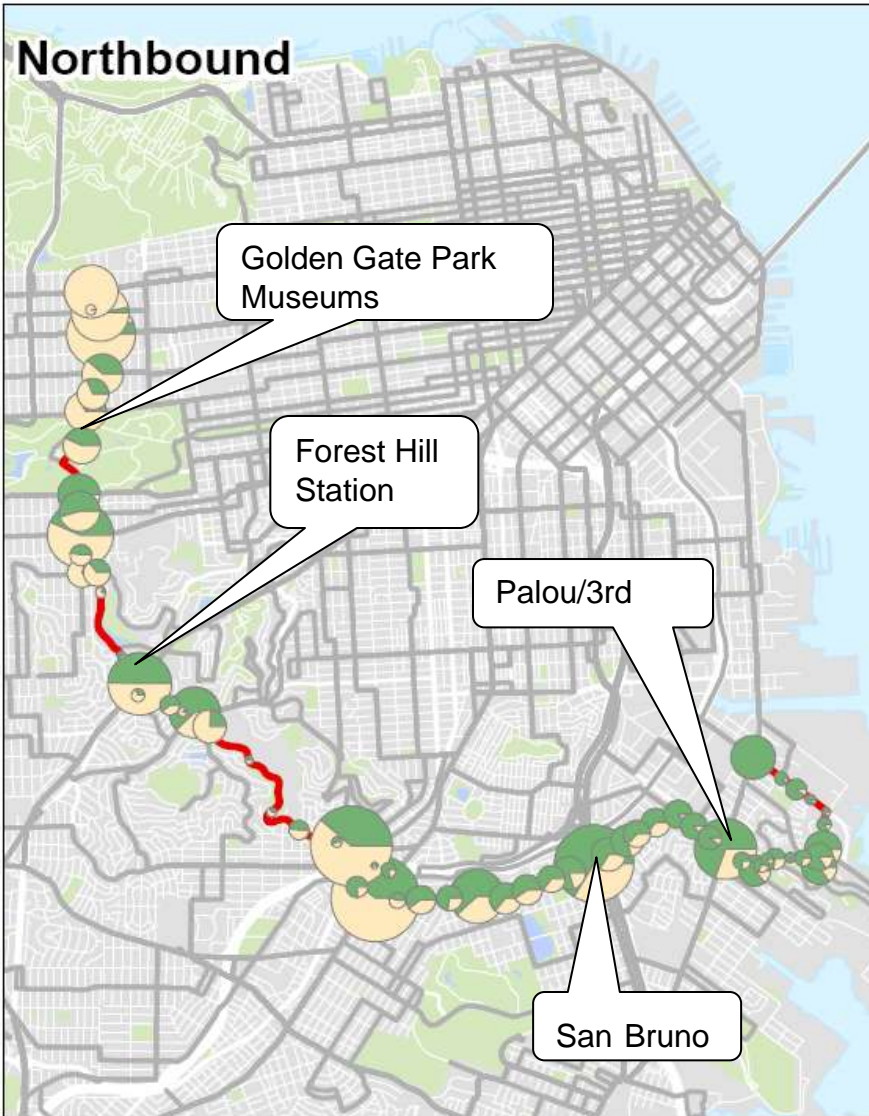 Northbound
Golden Gate Park
Museums
Forest Hill
Station
Palou/3rd
San Bruno